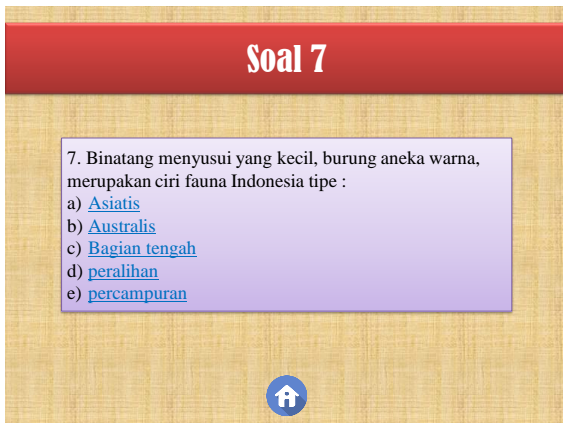 Soal 7
7. Binatang menyusui yang kecil, burung aneka warna,
merupakan ciri fauna Indonesia tipe :
a) Asiatis
b) Australis
c) Bagian tengah
d) peralihan
e) percampuran